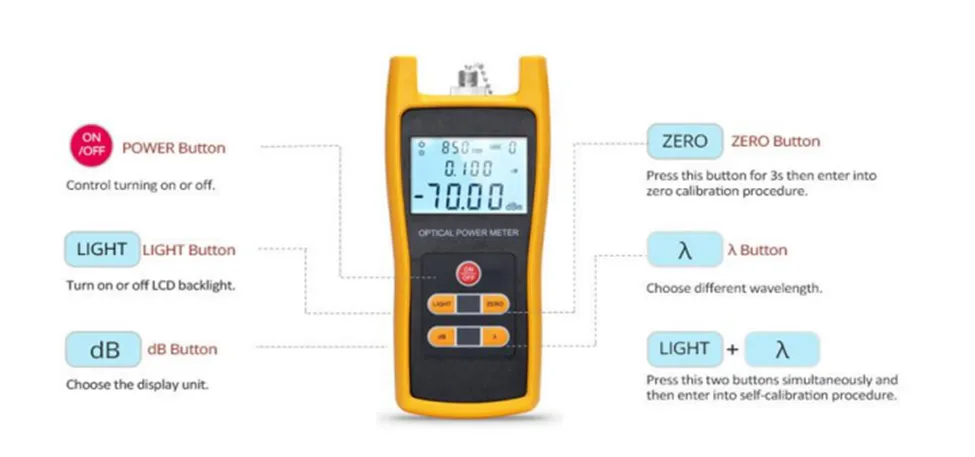 ON
/OFF
POWER Button
Control turning on or off.
LIGHT
LIGHT Button
Turn on or off LCD backlight.
dB
dB Button
Choose the display unit.
850 nm
0
0.100
-70.00 dBm
OPTICAL POWER METER
ON
OFF
LIGHT
ZERO
dB
λ
ZERO
ZERO Button
Press this button for 3s then enter into
zero calibration procedure.
λ
λ Button
Choose different wavelength.
LIGHT + λ
Press this two buttons simultaneously and
then enter into self-calibration procedure.